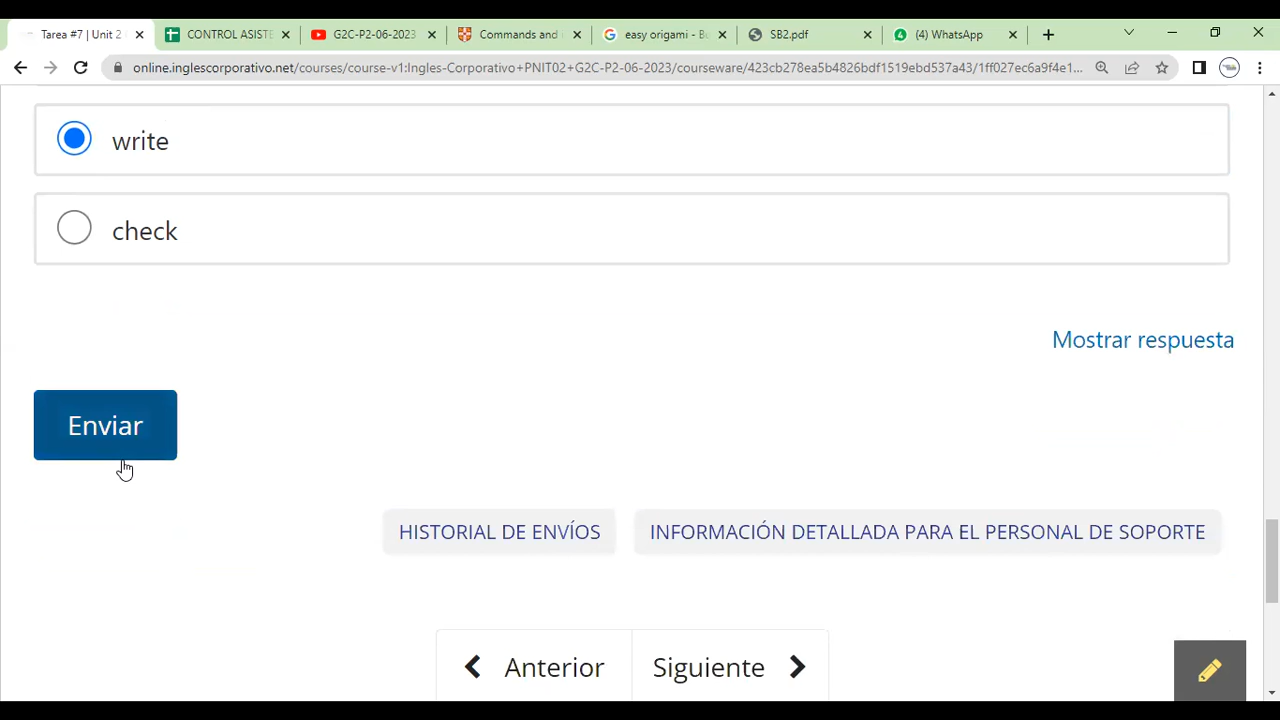 Tarea #7 | Unit 2
CONTROL ASISTE
G2C-P2-06-2023
Commands and
easy origami - B
SB2.pdf
(4) WhatsApp
online.inglescorporativo.net/courses/course-v1:Ingles-Corporativo+PNIT02+G2C-P2-06-2023/courseware/423cb278ea5b4826bdf1519ebd537a43/1ff027ec6a9f4e1...
write
check
Mostrar respuesta
Enviar
HISTORIAL DE ENVÍOS
INFORMACIÓN DETALLADA PARA EL PERSONAL DE SOPORTE
Anterior
Siguiente